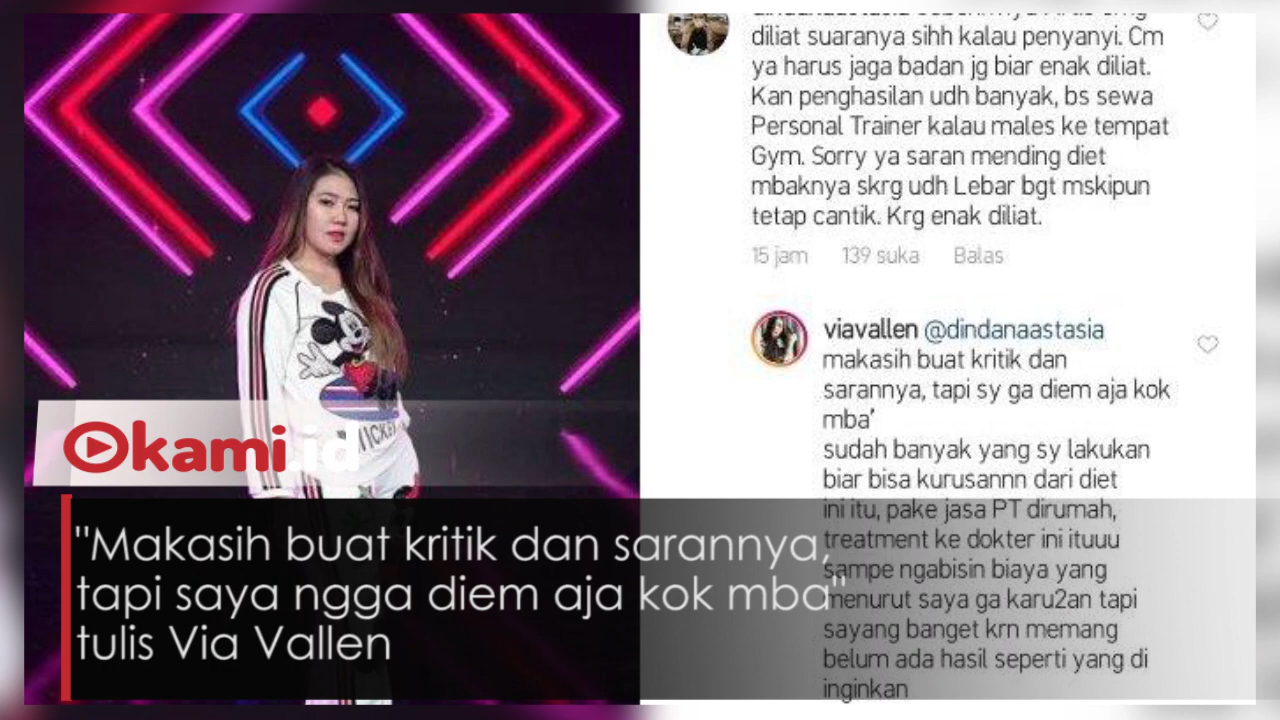 diliat suaranya sihh kalau penyanyi. Cm
ya harus jaga badan jg biar enak diliat.
Kan penghasilan udh banyak, bs sewa
Personal Trainer kalau males ke tempat
Gym. Sorry ya saran mending diet
mbaknya skrg udh Lebar bgt mskipun
tetap cantik. Krg enak diliat.
15 jam 139 suka Balas
viavallen @dindanaastasia
makasih buat kritik dan
sarannya, tapi sy ga diem aja kok
mba'
sudah banyak yang sy lakukan
biar bisa kurusannn dari diet
ini itu, pake jasa PT dirumah,
treatment ke dokter ini ituuu
sampe ngabisin biaya yang
menurut saya ga karu2an tapi
sayang banget krn memang
belum ada hasil seperti yang di
inginkan
MICKEY
Okami.id
"Makasih buat kritik dan sarannya,
tapi saya ngga diem aja kok mba"
tulis Via Vallen